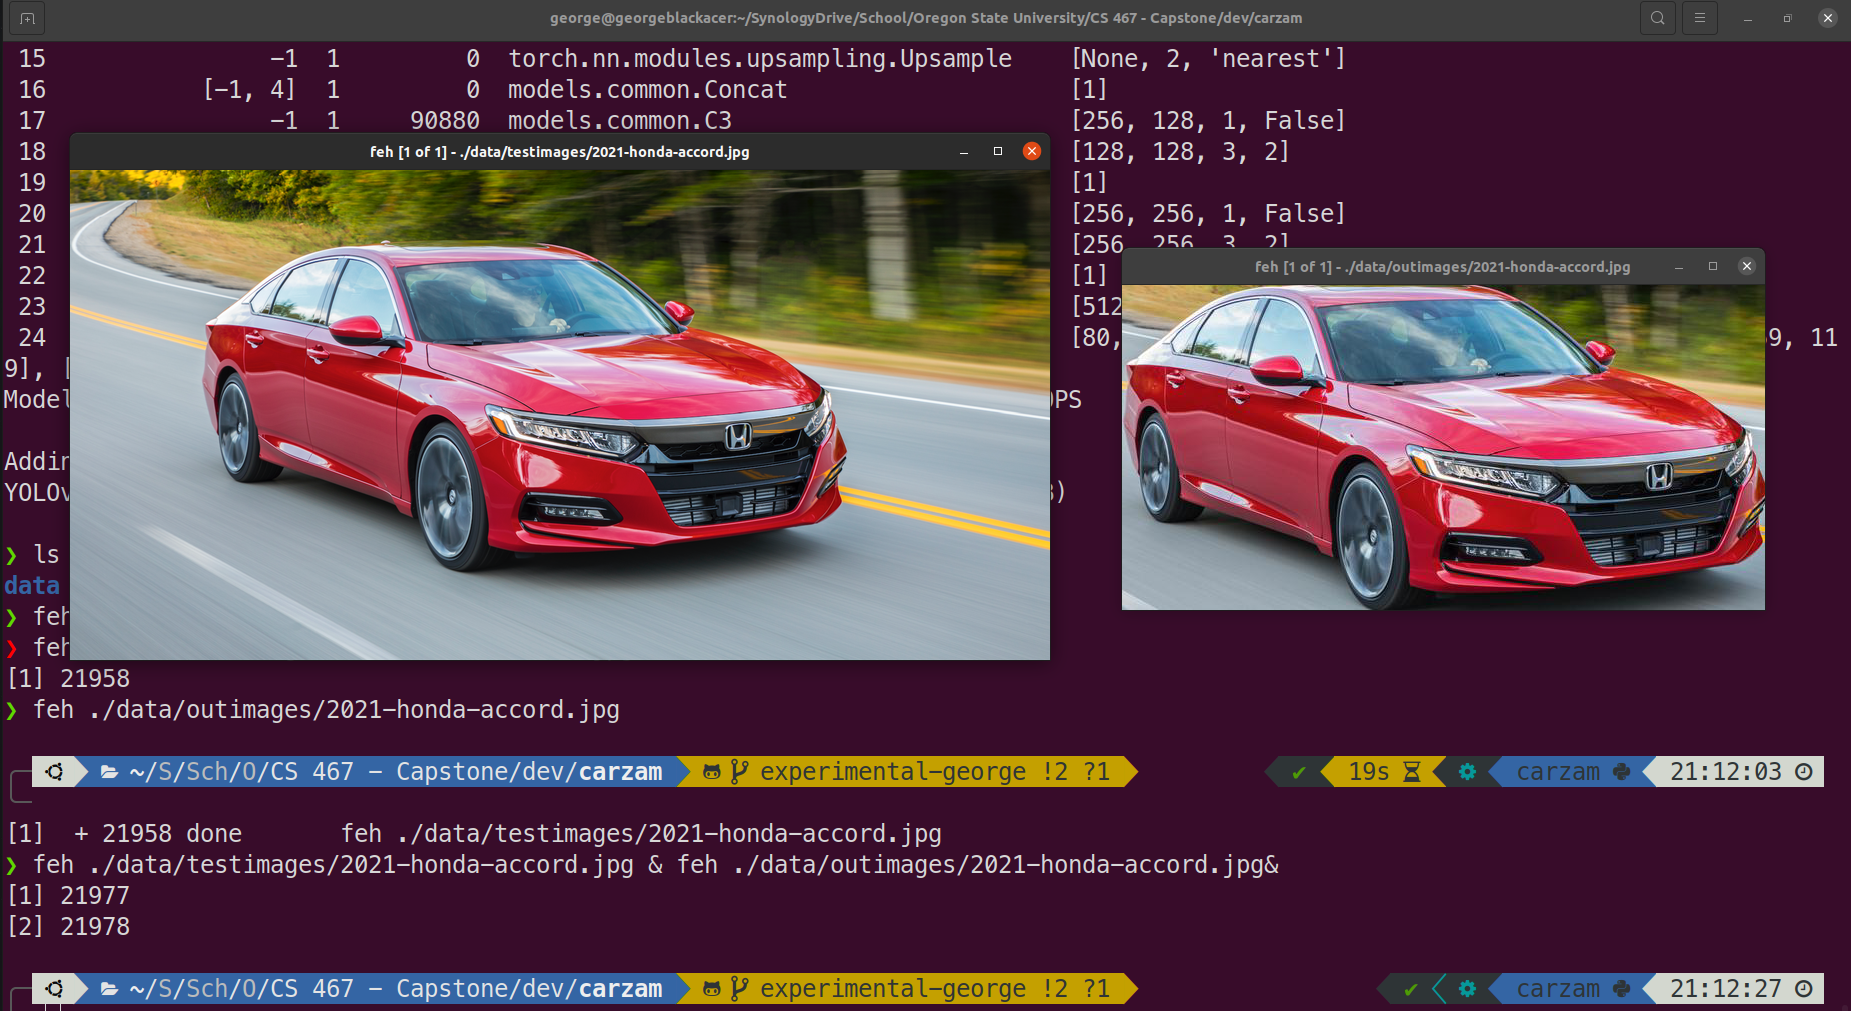 george@georgeblackacer:~/SynologyDrive/School/Oregon State University/CS 467 - Capstone/dev/carzam
15 -1 1 0 torch.nn.modules.upsampling.Upsample [None, 2, 'nearest']
16 [-1, 4] 1 0 models.common.Concat [1]
17 -1 1 90880 models.common.C3 [256, 128, 1, False]
18 [128, 128, 3, 2]
feh [1 of 1] - ./data/testimages/2021-honda-accord.jpg
19 [1]
20 [256, 256, 1, False]
21 [256, 256, 3, 2]
22 [1]
feh [1 of 1] - ./data/outimages/2021-honda-accord.jpg
23 [512
24 [80, 59, 11
9], [
Model OPS
Addin
YOLOv )
❯ ls
data
❯ feh
❯ feh
[1] 21958
❯ feh ./data/outimages/2021-honda-accord.jpg
~/S/Sch/O/CS 467 - Capstone/dev/carzam experimental-george !2 ?1 ✔ 19s carzam 21:12:03
[1] + 21958 done feh ./data/testimages/2021-honda-accord.jpg
❯ feh ./data/testimages/2021-honda-accord.jpg & feh ./data/outimages/2021-honda-accord.jpg&
[1] 21977
[2] 21978
~/S/Sch/O/CS 467 - Capstone/dev/carzam experimental-george !2 ?1 ✔ carzam 21:12:27